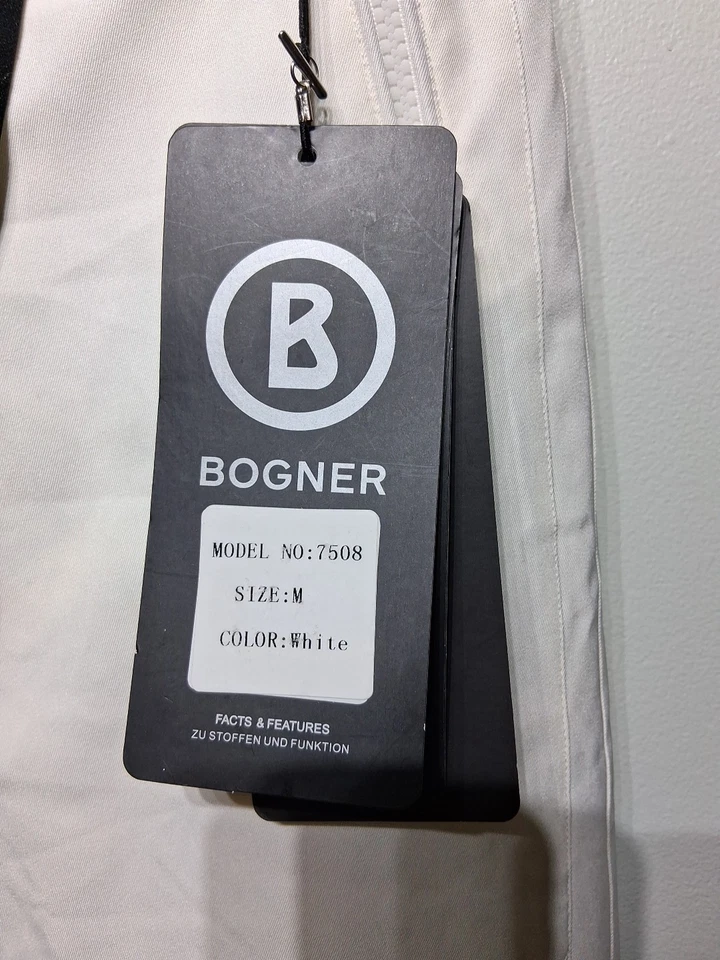 B
BOGNER
MODEL NO:7508
SIZE:M
COLOR:White
FACTS & FEATURES
ZU STOFFEN UND FUNKTION